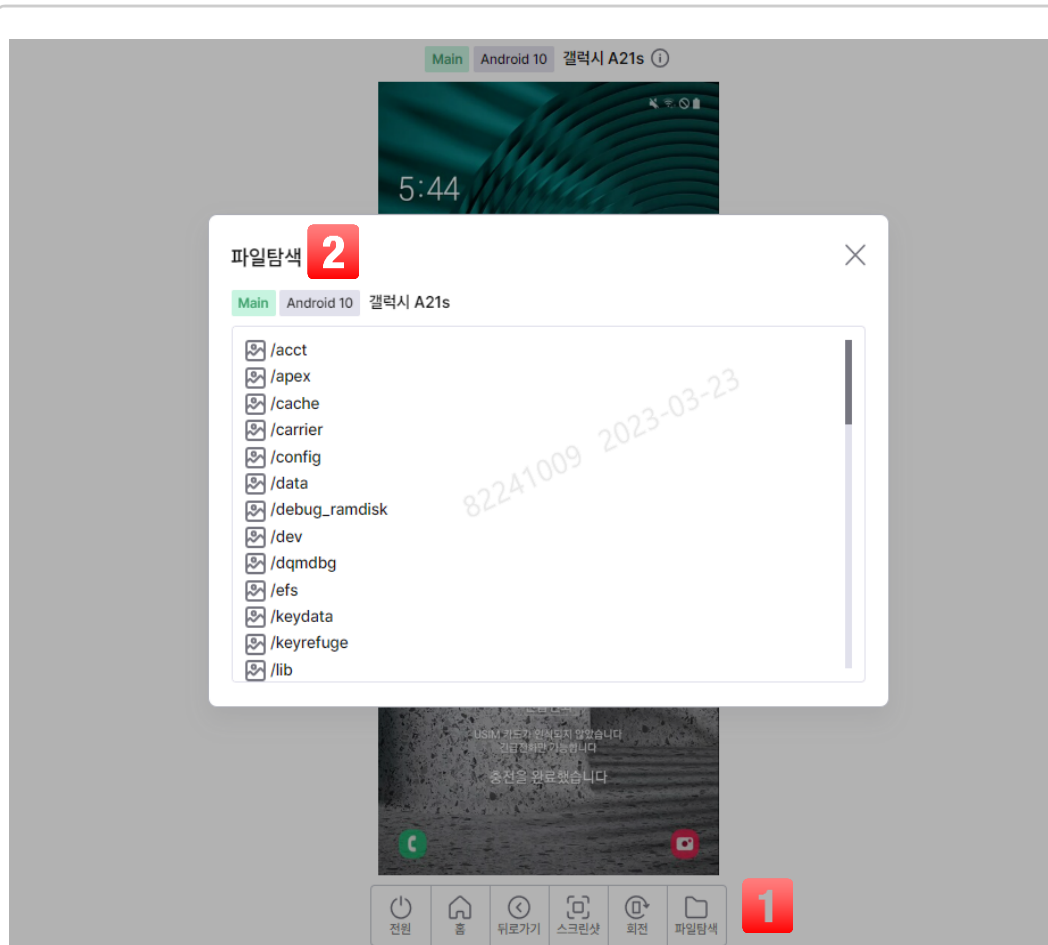 Main Android 10 갤럭시 A21s
5:44
파일탐색 2
Main Android 10 갤럭시 A21s
/acct
/apex
/cache
/carrier
/config
/data
/debug_ramdisk
/dev
/dqmdbg
/efs
/keydata
/keyrefuge
/lib
82241009 2023-03-23
USIM 카드가 인식되지 않았습니다
긴급전화만 가능합니다
충전을 완료했습니다
전원 홈 뒤로가기 스크린샷 회전 파일탐색 1